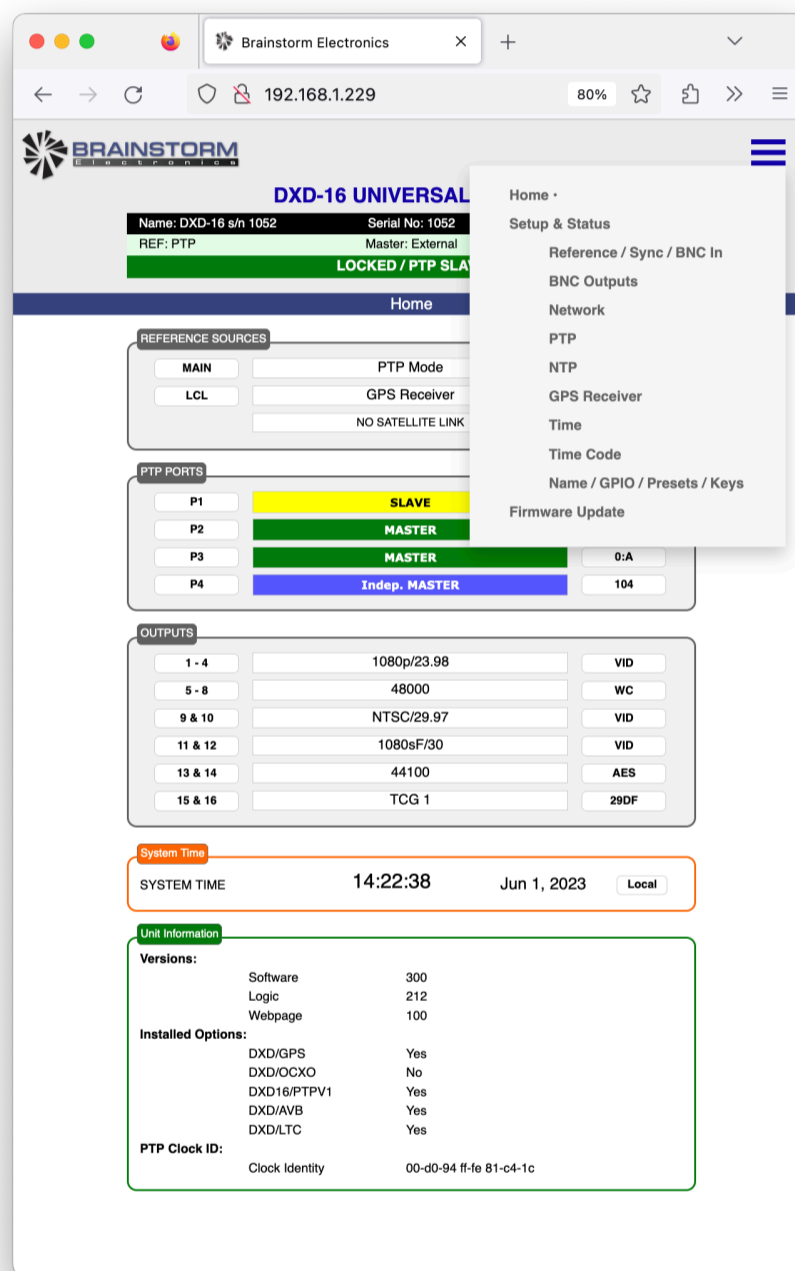 Brainstorm Electronics
192.168.1.229
80%
BRAINSTORM
Electronics
DXD-16 UNIVERSAL
Name: DXD-16 s/n 1052 Serial No: 1052
REF: PTP Master: External
LOCKED / PTP
Home
Home •
Setup & Status
Reference / Sync / BNC In
BNC Outputs
Network
PTP
NTP
GPS Receiver
Time
Time Code
Name / GPIO / Presets / Keys
Firmware Update
REFERENCE SOURCES
MAIN PTP Mode
LCL GPS Receiver
NO SATELLITE LINK
PTP PORTS
P1 SLAVE
P2 MASTER
P3 MASTER 0:A
P4 Indep. MASTER 104
OUTPUTS
1 - 4 1080p/23.98 VID
5 - 8 48000 WC
9 & 10 NTSC/29.97 VID
11 & 12 1080sF/30 VID
13 & 14 44100 AES
15 & 16 TCG 1 29DF
System Time
SYSTEM TIME 14:22:38 Jun 1, 2023 Local
Unit Information
Versions:
Software 300
Logic 212
Webpage 100
Installed Options:
DXD/GPS Yes
DXD/OCXO No
DXD16/PTPV1 Yes
DXD/AVB Yes
DXD/LTC Yes
PTP Clock ID:
Clock Identity 00-d0-94 ff-fe 81-c4-1c